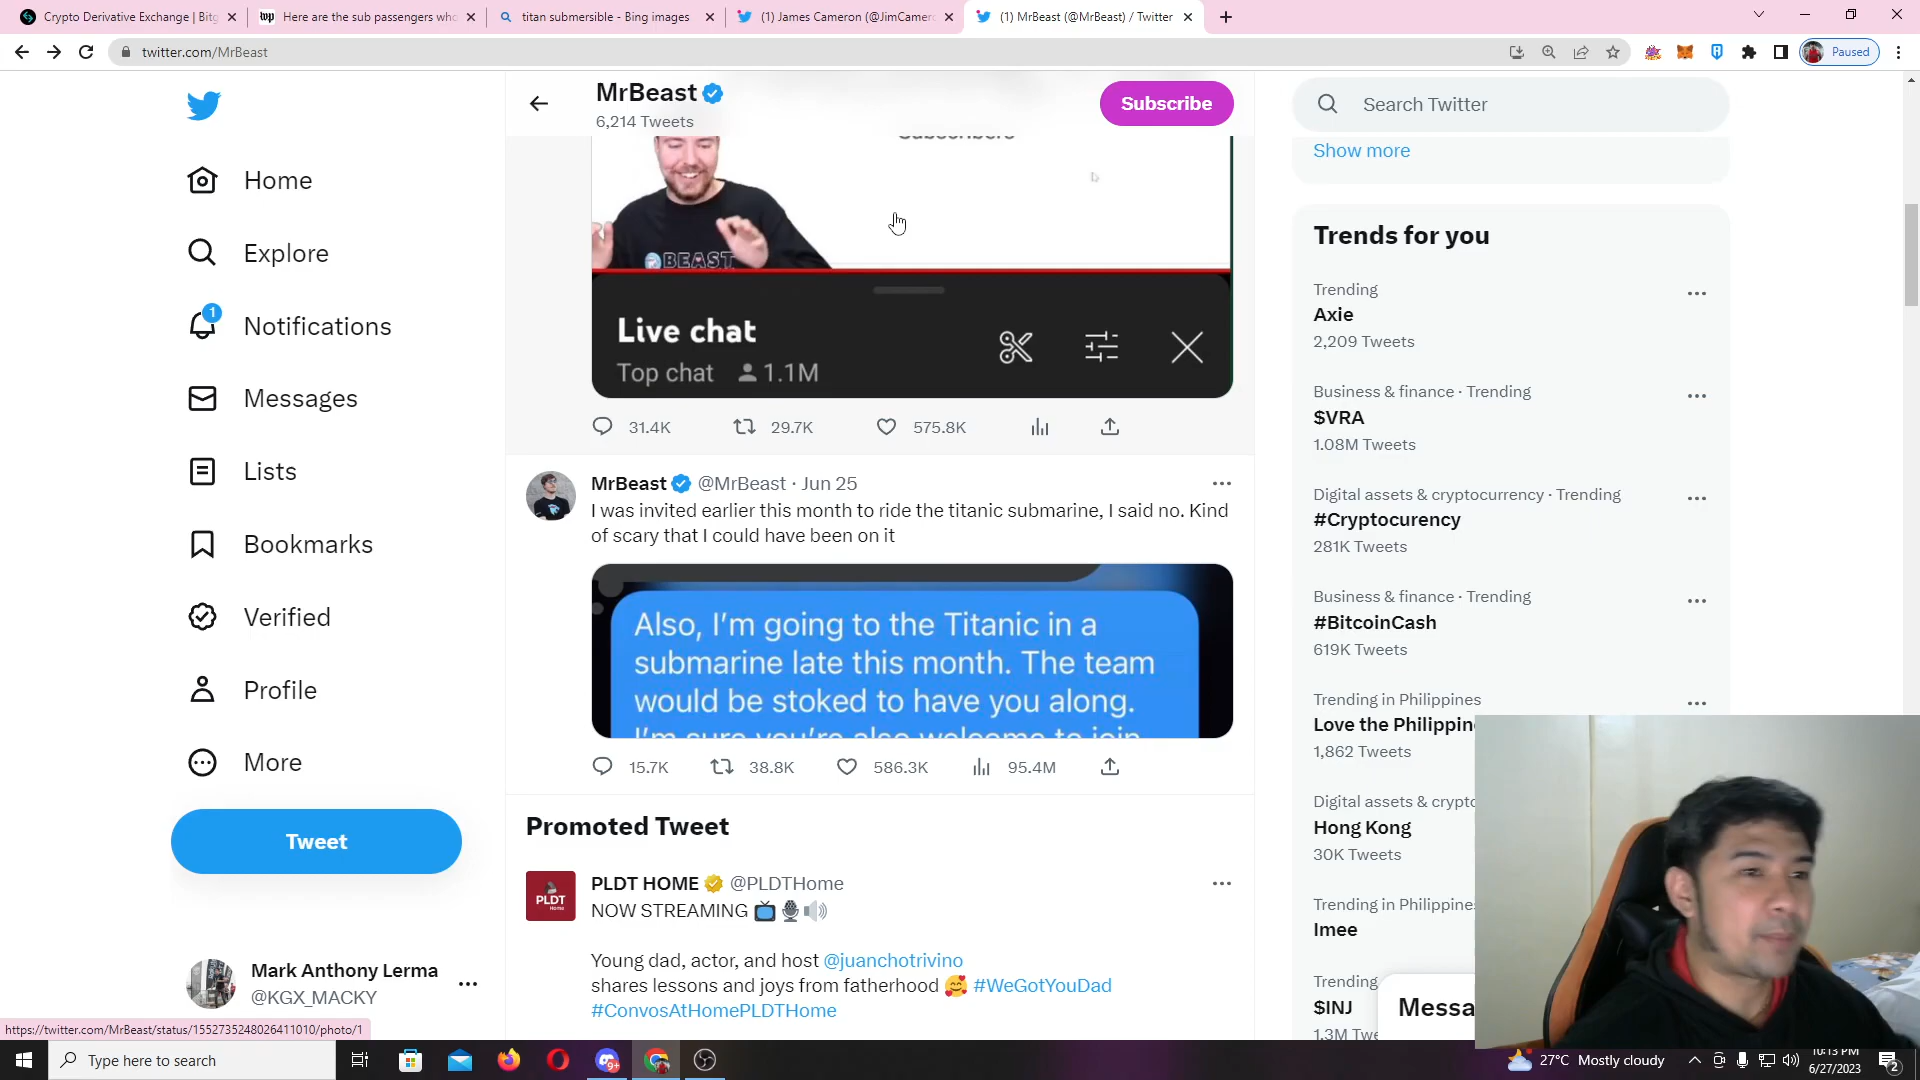 Crypto Derivative Exchange | Bitg
Here are the sub passengers who
titan submersible - Bing images
(1) James Cameron (@JimCamero
(1) MrBeast (@MrBeast) / Twitter
twitter.com/MrBeast
Paused
MrBeast
6,214 Tweets
Subscribe
Search Twitter
Show more
Home
Explore
1
Notifications
Messages
Lists
Bookmarks
Verified
Profile
More
Tweet
Mark Anthony Lerma
@KGX_MACKY
Subscribers
BEAST
Live chat
Top chat 1.1M
31.4K 29.7K 575.8K
MrBeast @MrBeast · Jun 25
I was invited earlier this month to ride the titanic submarine, I said no. Kind
of scary that I could have been on it
Also, I'm going to the Titanic in a
submarine late this month. The team
would be stoked to have you along.
I'm sure you're also welcome to join
15.7K 38.8K 586.3K 95.4M
Promoted Tweet
PLDT HOME @PLDTHome
PLDT
Home
NOW STREAMING 📺🎙️🔊
Young dad, actor, and host @juanchotrivino
shares lessons and joys from fatherhood 🥰 #WeGotYouDad
#ConvosAtHomePLDTHome
Trends for you
Trending
Axie
2,209 Tweets
Business & finance · Trending
$VRA
1.08M Tweets
Digital assets & cryptocurrency · Trending
#Cryptocurency
281K Tweets
Business & finance · Trending
#BitcoinCash
619K Tweets
Trending in Philippines
Love the Philippin
1,862 Tweets
Digital assets & crypto
Hong Kong
30K Tweets
Trending in Philippine
Imee
Trending
$INJ
1.3M Twe
Messa
https://twitter.com/MrBeast/status/1552735248026411010/photo/1
Type here to search
9+
27°C Mostly cloudy
10:13 PM
6/27/2023
2